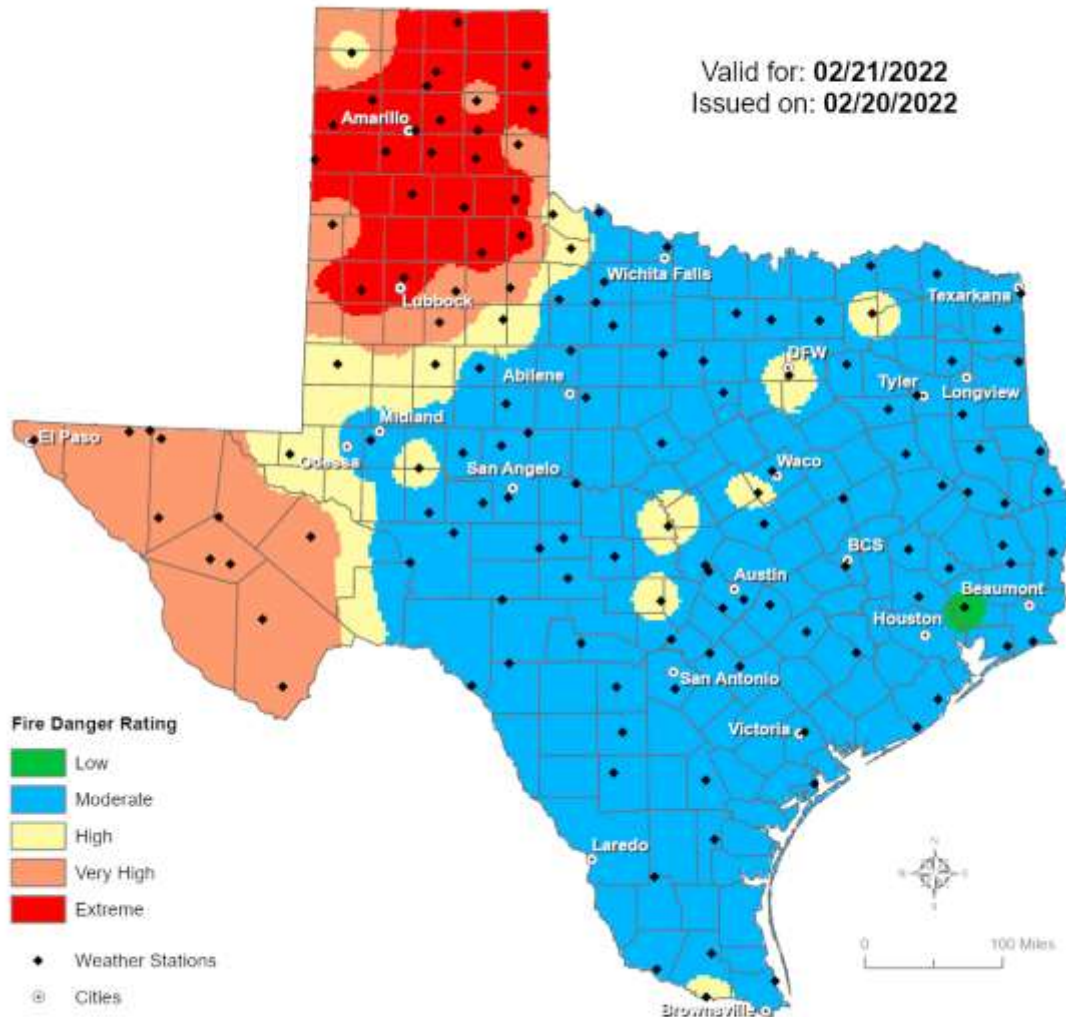 Valid for: 02/21/2022
Issued on: 02/20/2022
Amarillo
Lubbock
Wichita Falls
Texarkana
DFW
Abilene
Tyler
Longview
Midland
El Paso
Odessa
San Angelo
Waco
BCS
Austin
Beaumont
Houston
San Antonio
Victoria
Laredo
Brownsville
Fire Danger Rating
Low
Moderate
High
Very High
Extreme
Weather Stations
Cities
N
S
0 100 Miles